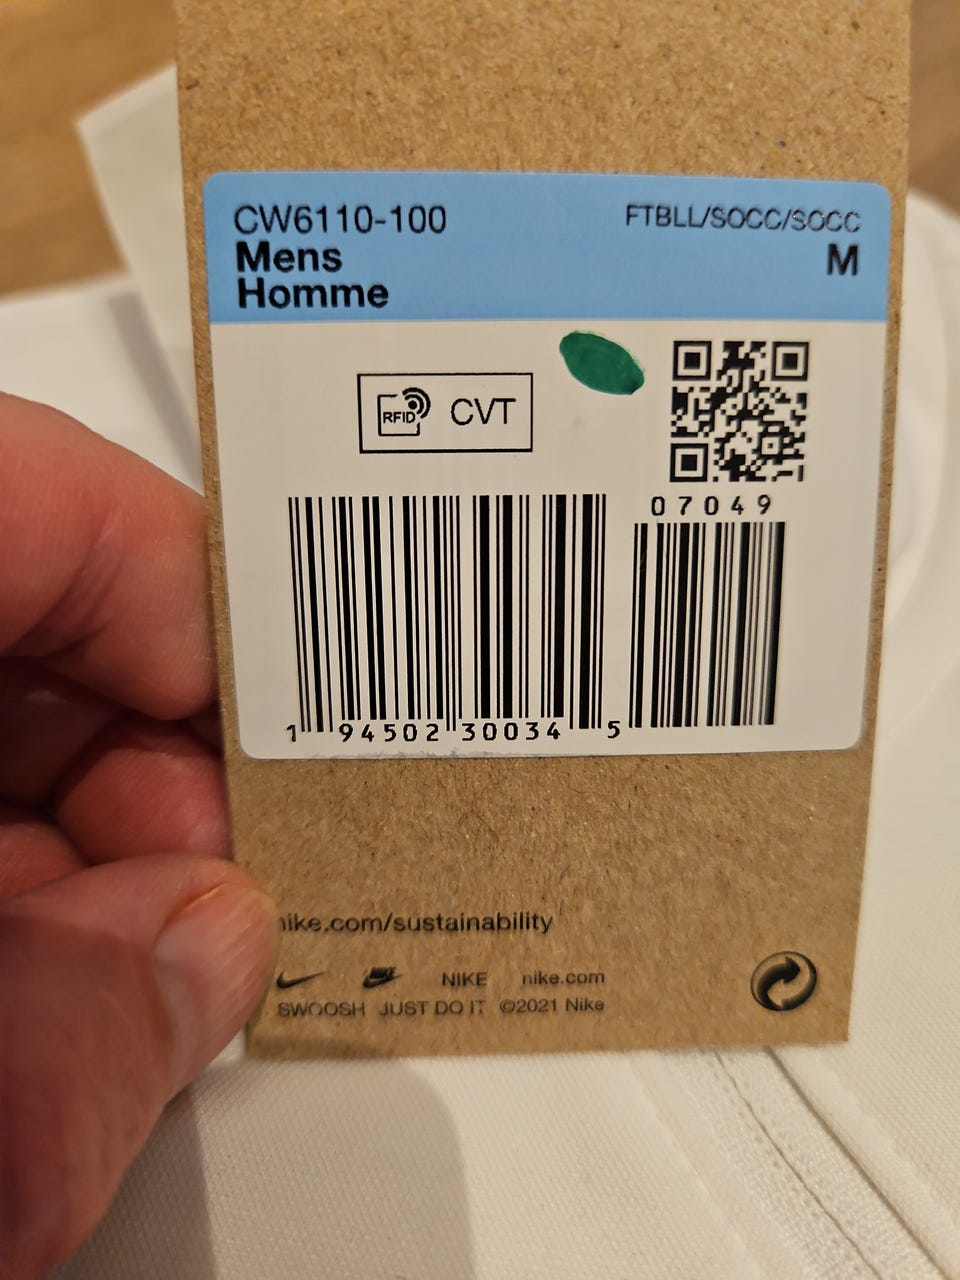 CW6110-100 FTBLL/SOCC/SOCC
Mens M
Homme
RFID CVT
07049
1 94502 30034 5
nike.com/sustainability
NIKE nike.com
SWOOSH JUST DO IT ©2021 Nike